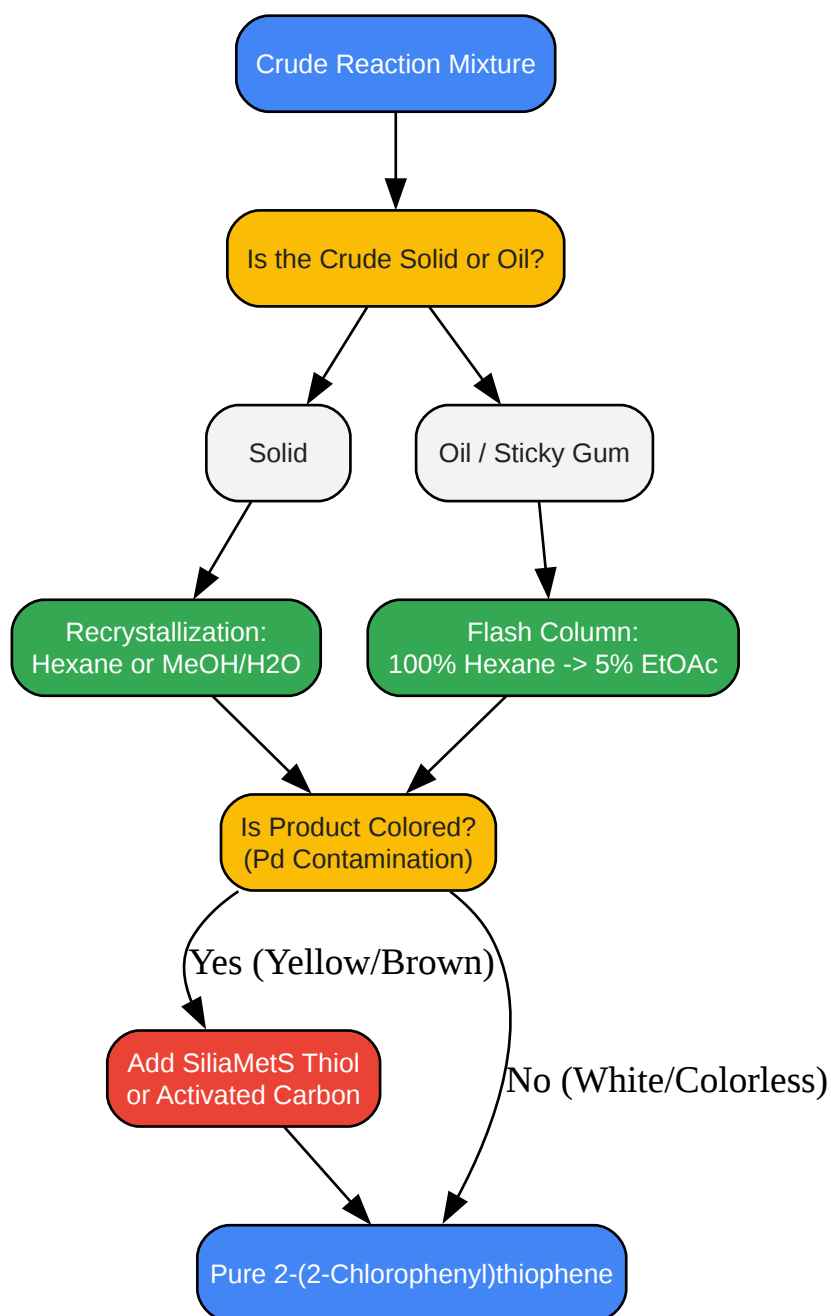 Crude Reaction Mixture
Is the Crude Solid or Oil?
Solid
Oil / Sticky Gum
Recrystallization:
Hexane or MeOH/H2O
Flash Column:
100% Hexane -> 5% EtOAc
Is Product Colored?
(Pd Contamination)
Yes (Yellow/Brown)
Add SiliaMetS Thiol
or Activated Carbon
No (White/Colorless)
Pure 2-(2-Chlorophenyl)thiophene